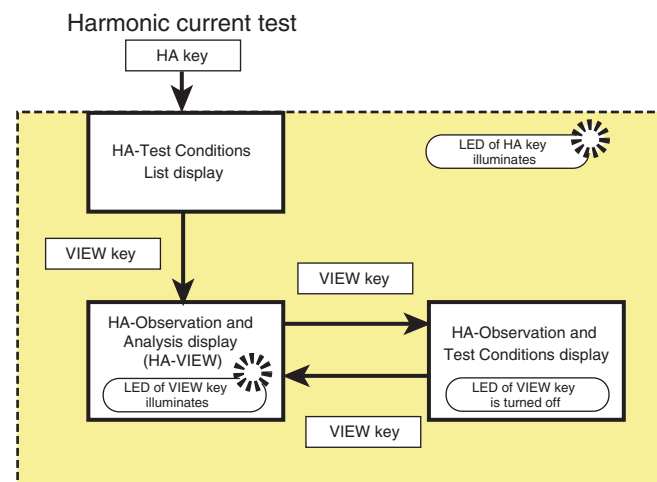 Harmonic current test
HA key
HA-Test Conditions
List display
LED of HA key
illuminates
VIEW key
VIEW key
HA-Observation and
Analysis display
(HA-VIEW)
LED of VIEW key
illuminates
HA-Observation and
Test Conditions display
LED of VIEW key
is turned off
VIEW key